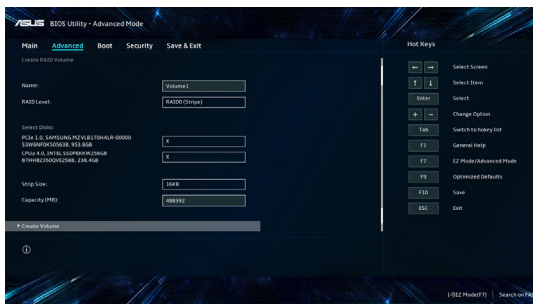 ASUS BIOS Utility - Advanced Mode
Main Advanced Boot Security Save & Exit
Hot Keys
Create RAID Volume
Name: Volume1
RAID Level: RAID0 (Stripe)
Select Disks:
PCIe 1.0, SAMSUNG MZVLB1T0HALR-00000
S3W6NF0K505638, 953.8GB X
CPUa 4.0, INTEL SSDPEKKW256G8
BTHH82350QVE256B, 238.4GB X
Strip Size: 16KB
Capacity (MB): 488392
Create Volume
← → Select Screen
↑ ↓ Select Item
Enter Select
+ - Change Option
Tab Switch to hokey list
F1 General Help
F7 EZ Mode/Advanced Mode
F9 Optimized Defaults
F10 Save
ESC Exit
EZ Mode(F7) | Search on FAQ